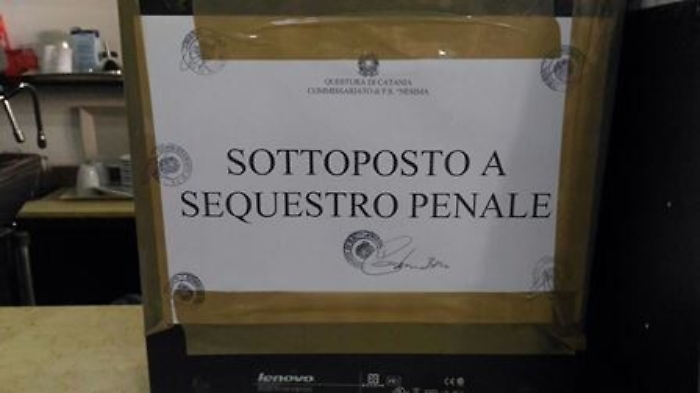 QUESTURA DI CATANIA
COMMISSARIATO di P.S. "NESIMA
SOTTOPOSTO A
SEQUESTRO PENALE
lenovo